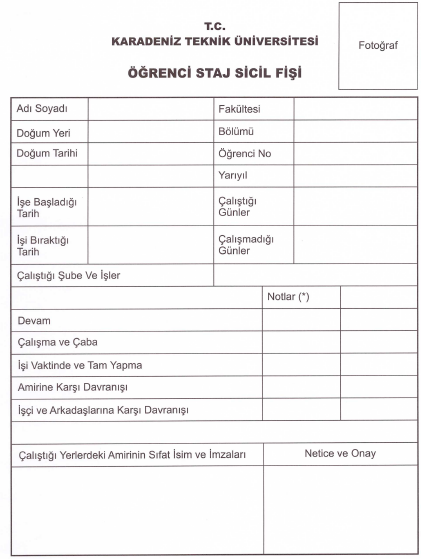 T.C.
KARADENİZ TEKNİK ÜNİVERSİTESİ
ÖĞRENCİ STAJ SİCİL FİŞİ
Fotoğraf
Adı Soyadı
Fakültesi
Doğum Yeri
Bölümü
Doğum Tarihi
Öğrenci No
Yarıyıl
İşe Başladığı
Tarih
Çalıştığı
Günler
İşi Bıraktığı
Tarih
Çalışmadığı
Günler
Çalıştığı Şube Ve İşler
Notlar (*)
Devam
Çalışma ve Çaba
İşi Vaktinde ve Tam Yapma
Amirine Karşı Davranışı
İşçi ve Arkadaşlarına Karşı Davranışı
Çalıştığı Yerlerdeki Amirinin Sıfat İsim ve İmzaları
Netice ve Onay